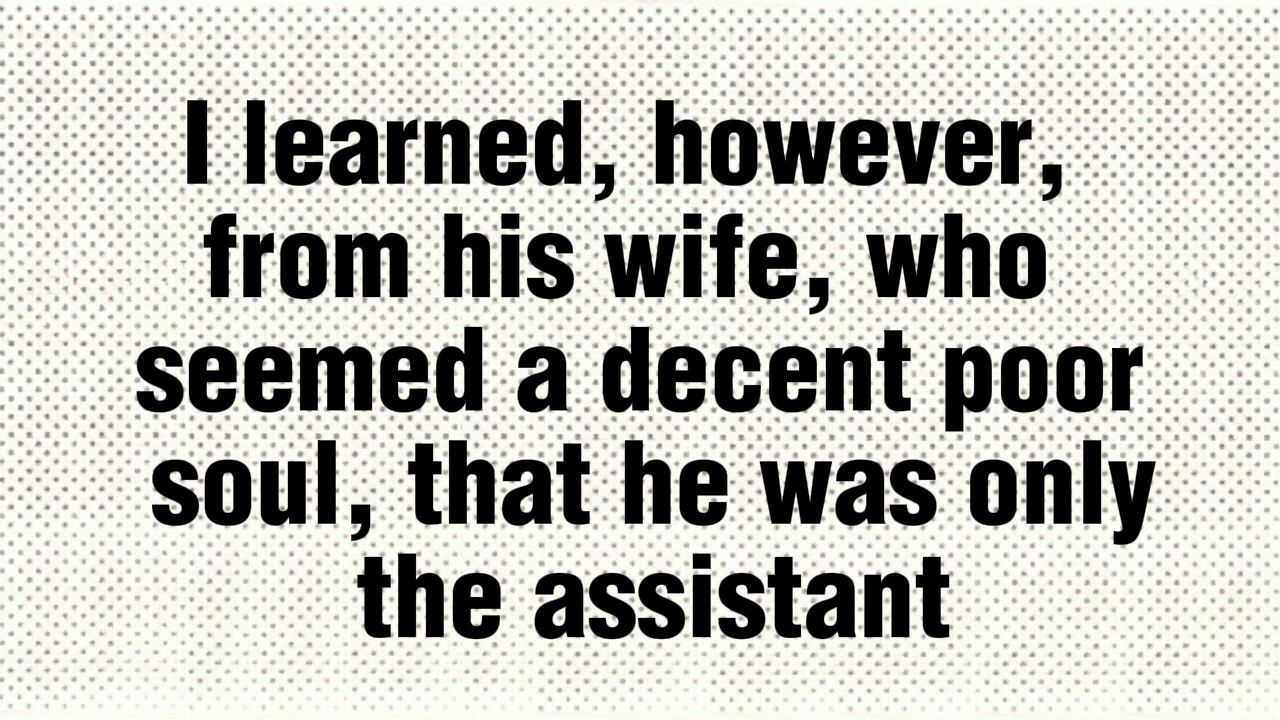 I learned, however,
from his wife, who
seemed a decent poor
soul, that he was only
the assistant